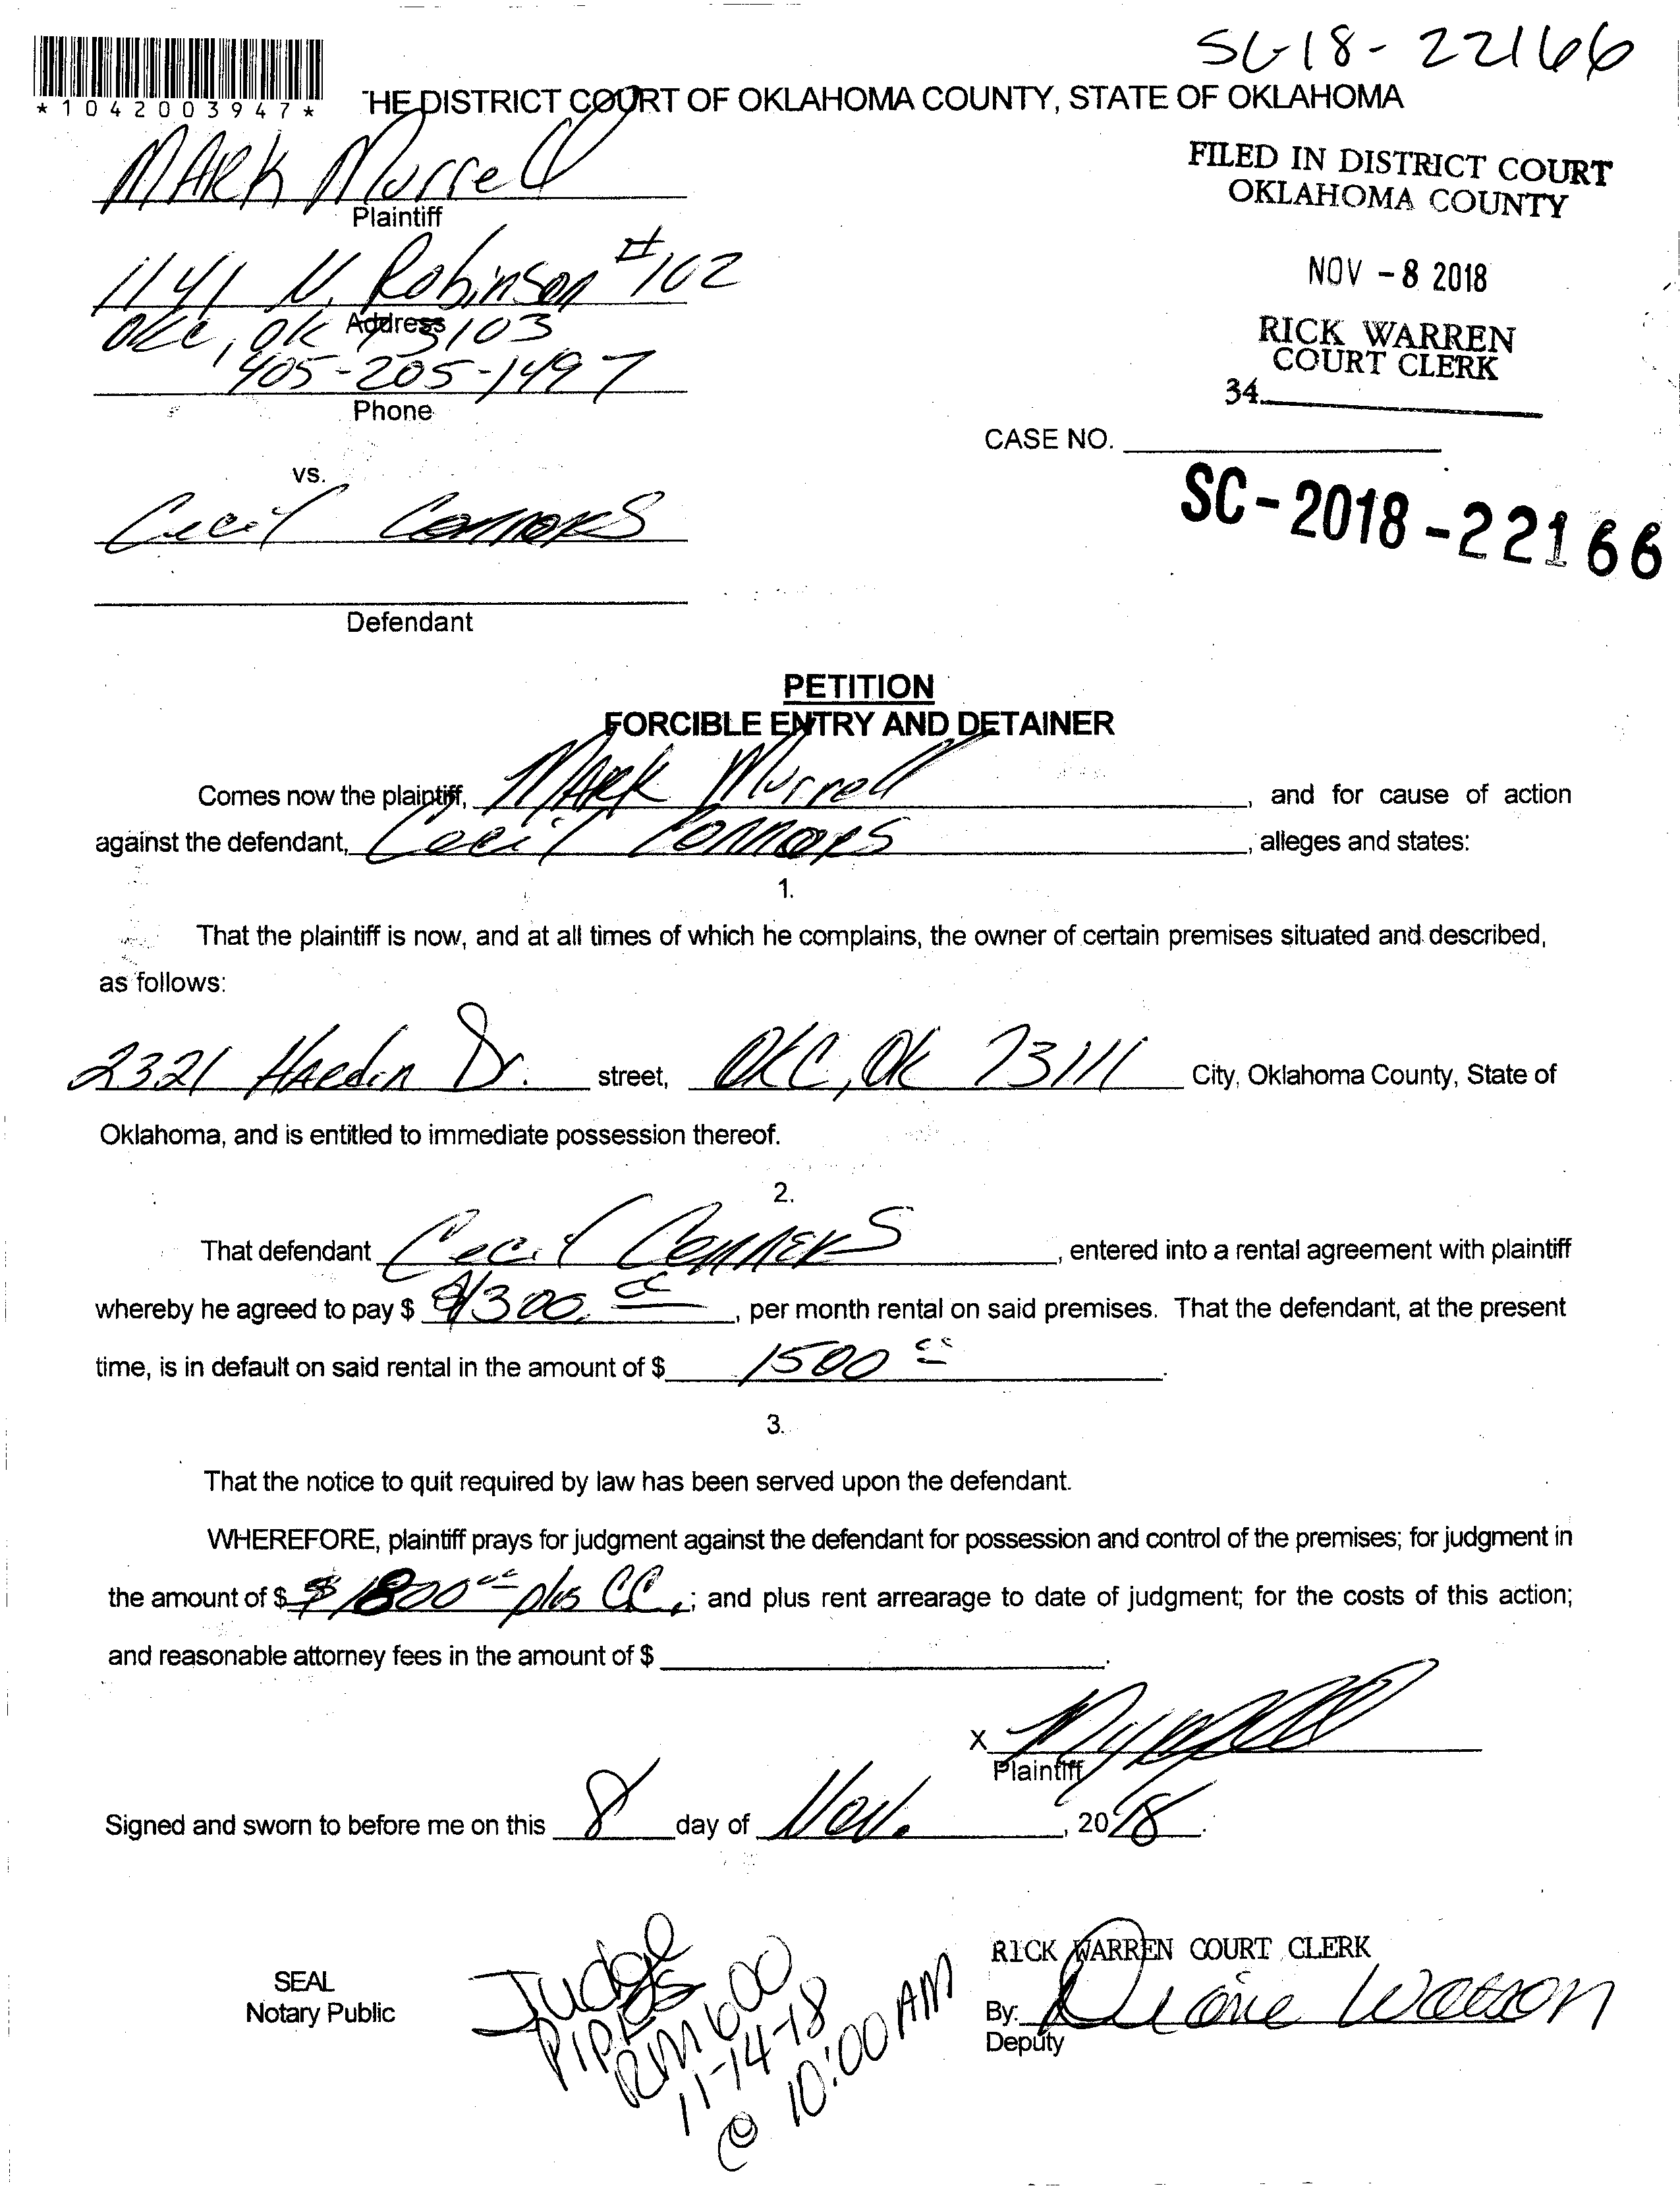 SC-18-22166
*1042003947*
THE DISTRICT COURT OF OKLAHOMA COUNTY, STATE OF OKLAHOMA
MARK Murrell
Plaintiff
FILED IN DISTRICT COURT
OKLAHOMA COUNTY
1141 N. Robinson #102
Address
OKC, OK 73103
NOV -8 2018
405-205-1497
Phone
RICK WARREN
COURT CLERK
34.
CASE NO.
vs.
SC-2018-22166
Cecil Connors
Defendant
PETITION
FORCIBLE ENTRY AND DETAINER
Comes now the plaintiff, MARK Murrell, and for cause of action
against the defendant, Cecil Connors, alleges and states:
1.
That the plaintiff is now, and at all times of which he complains, the owner of certain premises situated and described,
as follows:
2321 Hardin Dr. street, OKC, OK 73111 City, Oklahoma County, State of
Oklahoma, and is entitled to immediate possession thereof.
2.
That defendant Cecil Conners, entered into a rental agreement with plaintiff
whereby he agreed to pay $ $1300.00, per month rental on said premises. That the defendant, at the present
time, is in default on said rental in the amount of $ 1500 00.
3.
That the notice to quit required by law has been served upon the defendant.
WHEREFORE, plaintiff prays for judgment against the defendant for possession and control of the premises; for judgment in
the amount of $ $1800 00 plus CC.; and plus rent arrearage to date of judgment; for the costs of this action;
and reasonable attorney fees in the amount of $ .
X
Plaintiff
Signed and sworn to before me on this 8 day of Nov., 2018.
SEAL
Notary Public
Judge
PIPES
RM 600
11-14-18
@ 10:00 AM
RICK WARREN COURT CLERK
By: Diane Watson
Deputy